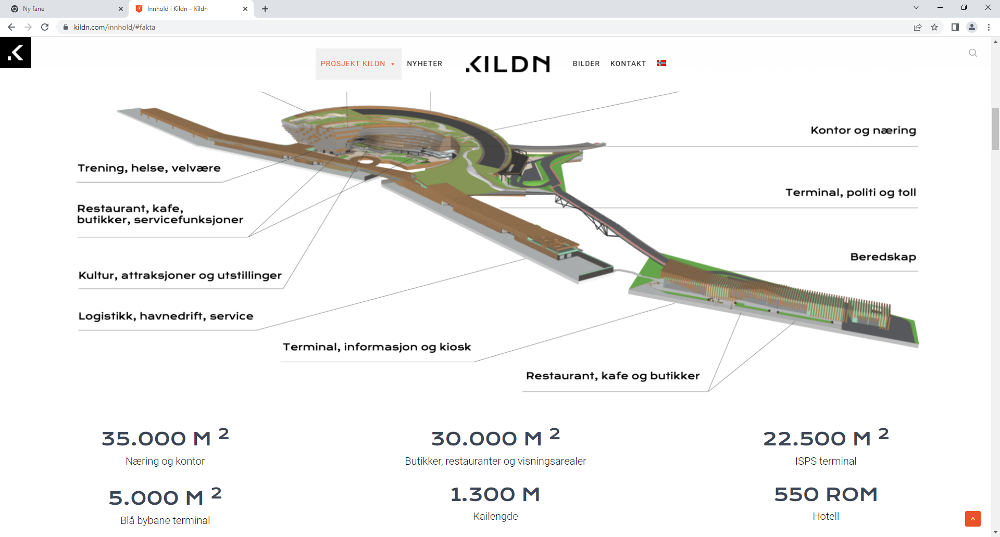 Ny fane
Innhold i Kildn – Kildn
kildn.com/innhold/#fakta
PROSJEKT KILDN
NYHETER
KILDN
BILDER
KONTAKT
Kontor og næring
Trening, helse, velvære
Terminal, politi og toll
Restaurant, kafe,
butikker, servicefunksjoner
Beredskap
Kultur, attraksjoner og utstillinger
Logistikk, havnedrift, service
Terminal, informasjon og kiosk
Restaurant, kafe og butikker
35.000 M 2
Næring og kontor
30.000 M 2
Butikker, restauranter og visningsarealer
22.500 M 2
ISPS terminal
5.000 M 2
Blå bybane terminal
1.300 M
Kailengde
550 ROM
Hotell